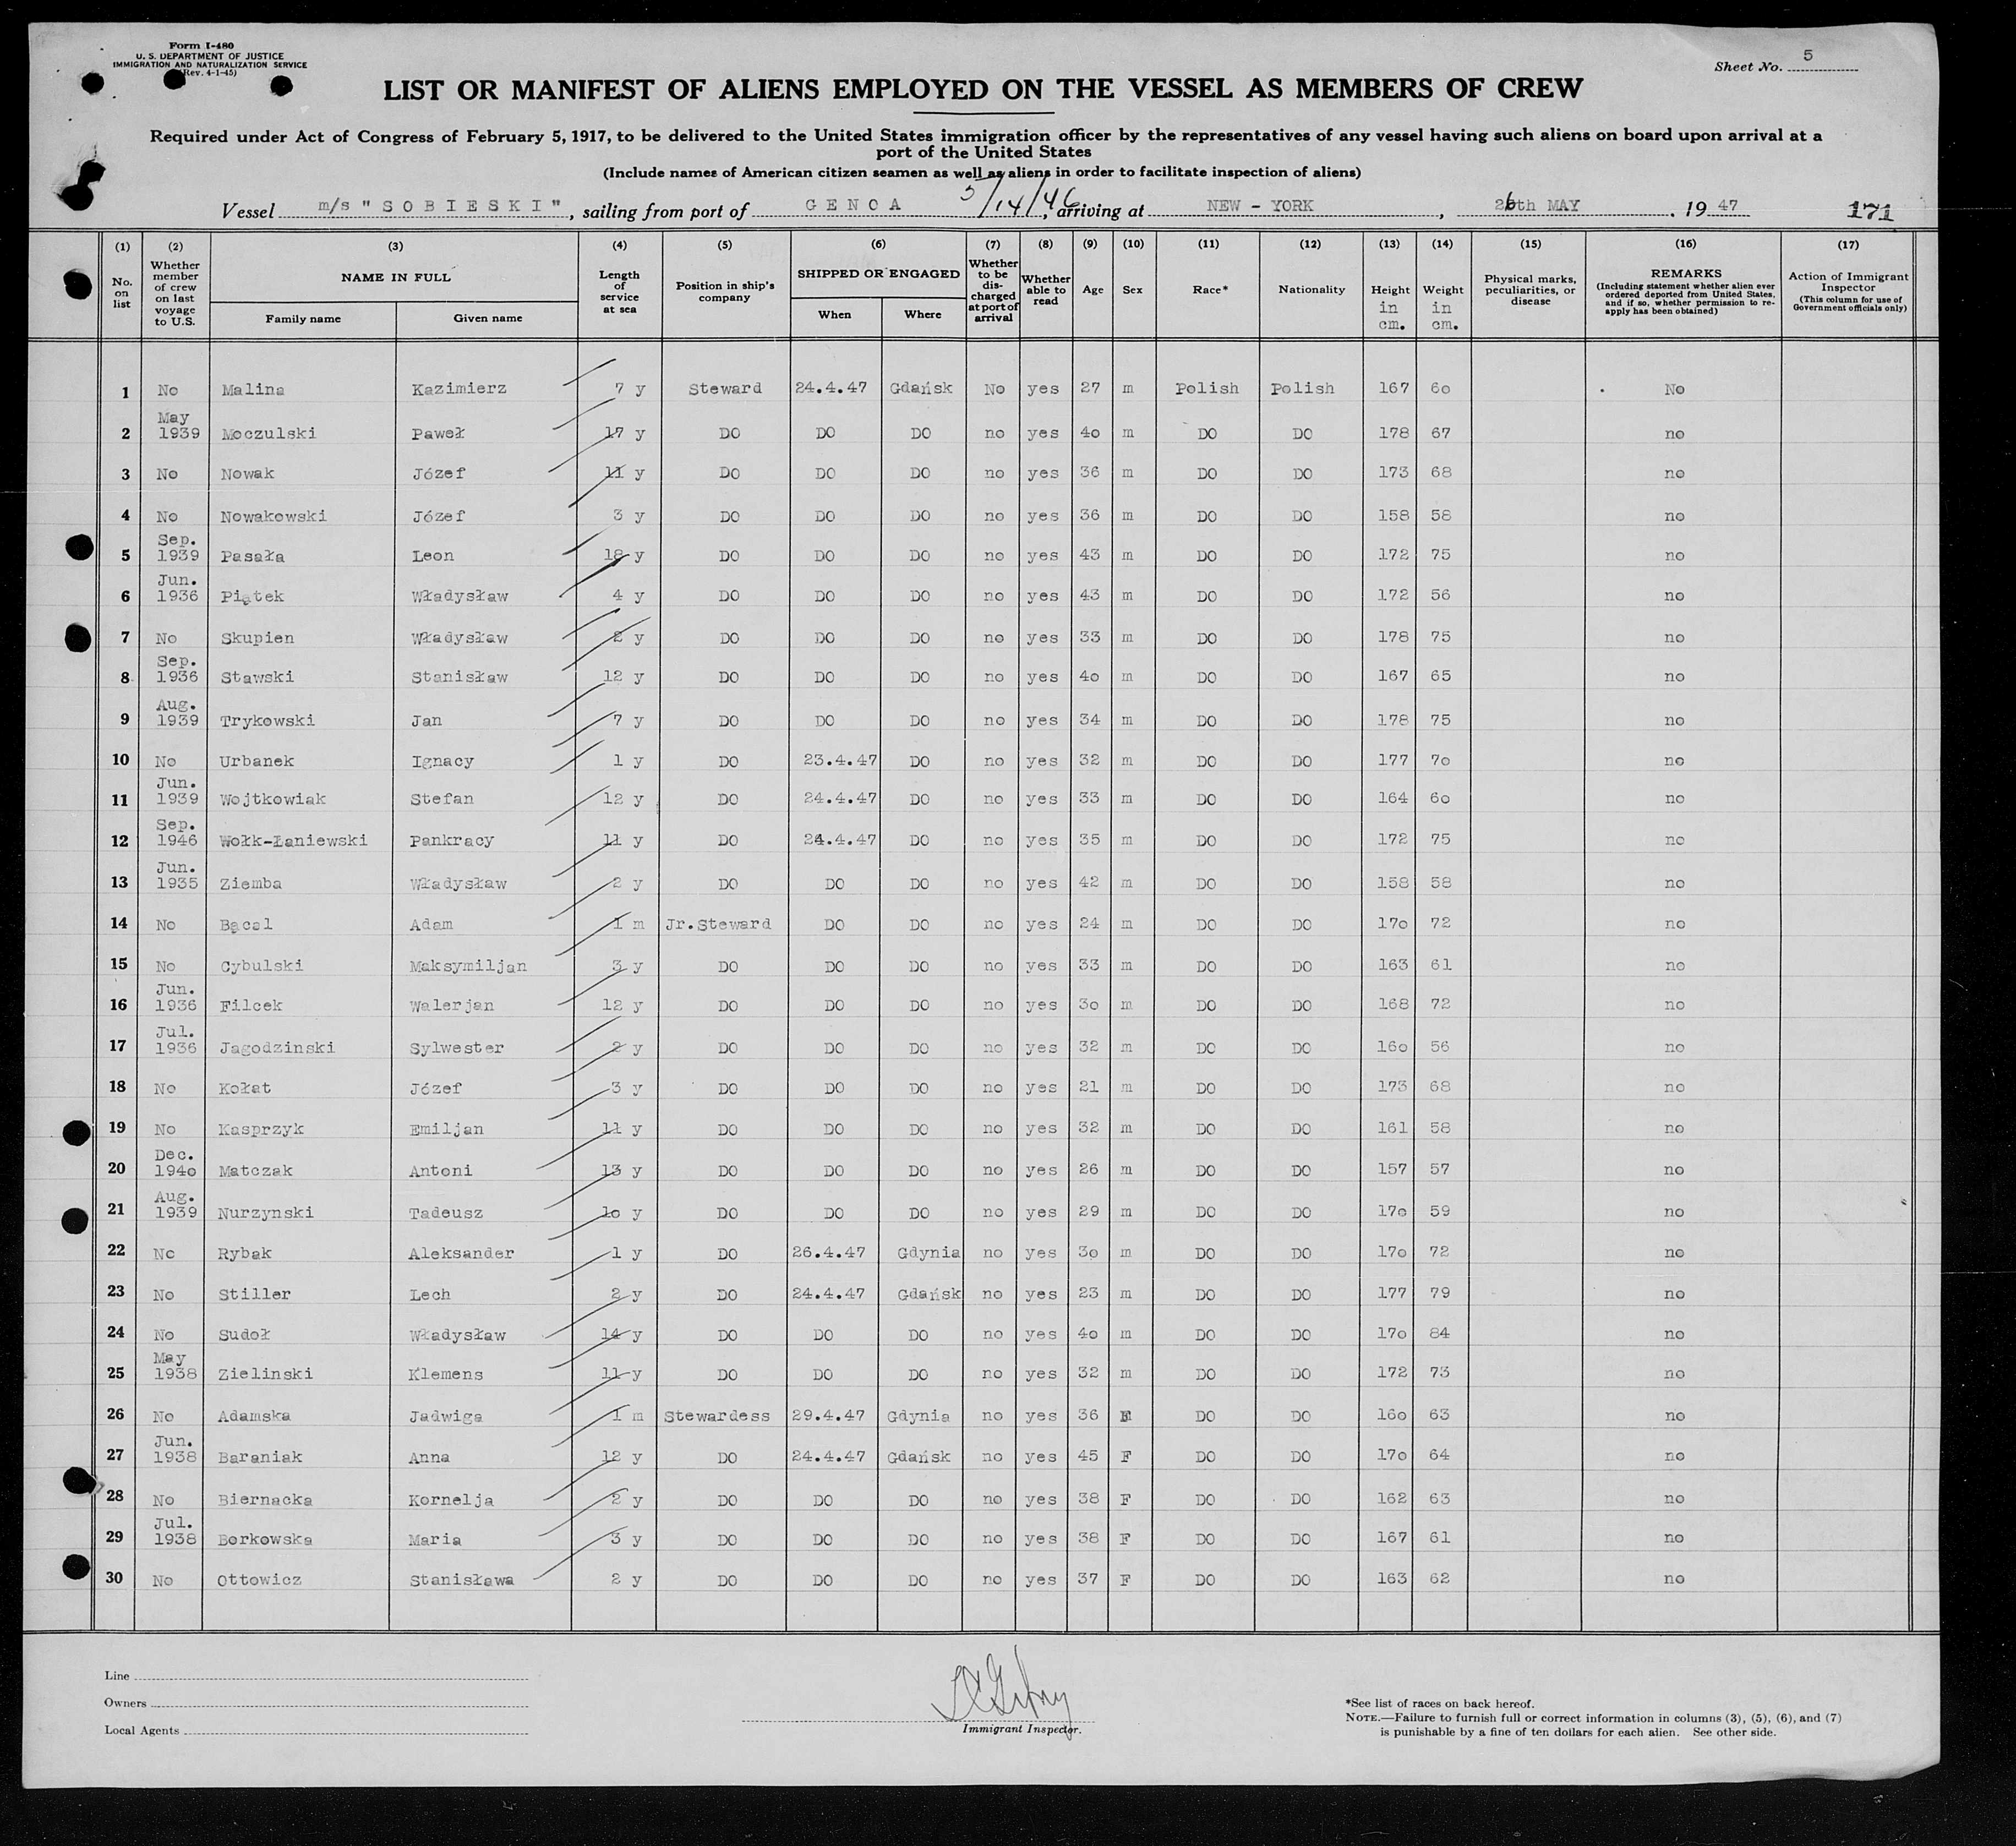 Form I-480
U. S. DEPARTMENT OF JUSTICE
IMMIGRATION AND NATURALIZATION SERVICE
(Rev. 4-1-45)
Sheet No. 5
LIST OR MANIFEST OF ALIENS EMPLOYED ON THE VESSEL AS MEMBERS OF CREW
Required under Act of Congress of February 5, 1917, to be delivered to the United States immigration officer by the representatives of any vessel having such aliens on board upon arrival at a
port of the United States
(Include names of American citizen seamen as well as aliens in order to facilitate inspection of aliens)
5/14/46
Vessel m/s "SOBIESKI", sailing from port of GENOA, arriving at NEW - YORK, 26th MAY, 1947 171
(1) (2) (3) (4) (5) (6) (7) (8) (9) (10) (11) (12) (13) (14) (15) (16) (17)
No. on list
Whether member of crew on last voyage to U.S.
NAME IN FULL
Family name Given name
Length of service at sea
Position in ship's company
SHIPPED OR ENGAGED
When Where
Whether to be discharged at port of arrival
Whether able to read
Age
Sex
Race*
Nationality
Height in cm.
Weight in cm.
Physical marks, peculiarities, or disease
REMARKS
(Including statement whether alien ever ordered deported from United States, and if so, whether permission to reapply has been obtained)
Action of Immigrant Inspector
(This column for use of Government officials only)
1 No Malina Kazimierz 7 y Steward 24.4.47 Gdańsk No yes 27 m Polish Polish 167 60 No
2 May 1939 Moczulski Paweł 17 y DO DO DO no yes 40 m DO DO 178 67 no
3 No Nowak Józef 11 y DO DO DO no yes 36 m DO DO 173 68 no
4 No Nowakowski Józef 3 y DO DO DO no yes 36 m DO DO 158 58 no
5 Sep. 1939 Pasała Leon 18 y DO DO DO no yes 43 m DO DO 172 75 no
6 Jun. 1936 Piątek Władysław 4 y DO DO DO no yes 43 m DO DO 172 56 no
7 No Skupien Władysław 2 y DO DO DO no yes 33 m DO DO 178 75 no
8 Sep. 1936 Stawski Stanisław 12 y DO DO DO no yes 40 m DO DO 167 65 no
9 Aug. 1939 Trykowski Jan 7 y DO DO DO no yes 34 m DO DO 178 75 no
10 No Urbanek Ignacy 1 y DO 23.4.47 DO no yes 32 m DO DO 177 70 no
11 Jun. 1939 Wojtkowiak Stefan 12 y DO 24.4.47 DO no yes 33 m DO DO 164 60 no
12 Sep. 1946 Wołk-Łaniewski Pankracy 11 y DO 24.4.47 DO no yes 35 m DO DO 172 75 no
13 Jun. 1935 Ziemba Władysław 2 y DO DO DO no yes 42 m DO DO 158 58 no
14 No Bącal Adam 1 m Jr.Steward DO DO no yes 24 m DO DO 170 72 no
15 No Cybulski Maksymiljan 3 y DO DO DO no yes 33 m DO DO 163 61 no
16 Jun. 1936 Filcek Walerjan 12 y DO DO DO no yes 30 m DO DO 168 72 no
17 Jul. 1936 Jagodzinski Sylwester 2 y DO DO DO no yes 32 m DO DO 160 56 no
18 No Kołat Józef 3 y DO DO DO no yes 21 m DO DO 173 68 no
19 No Kasprzyk Emiljan 11 y DO DO DO no yes 32 m DO DO 161 58 no
20 Dec. 1940 Matczak Antoni 13 y DO DO DO no yes 26 m DO DO 157 57 no
21 Aug. 1939 Nurzynski Tadeusz 10 y DO DO DO no yes 29 m DO DO 170 59 no
22 No Rybak Aleksander 1 y DO 26.4.47 Gdynia no yes 30 m DO DO 170 72 no
23 No Stiller Lech 2 y DO 24.4.47 Gdańsk no yes 23 m DO DO 177 79 no
24 No Sudoł Władysław 14 y DO DO DO no yes 40 m DO DO 170 84 no
25 May 1938 Zielinski Klemens 11 y DO DO DO no yes 32 m DO DO 172 73 no
26 No Adamska Jadwiga 1 m Stewardess 29.4.47 Gdynia no yes 36 F DO DO 160 63 no
27 Jun. 1938 Baraniak Anna 12 y DO 24.4.47 Gdańsk no yes 45 F DO DO 170 64 no
28 No Biernacka Kornelja 2 y DO DO DO no yes 38 F DO DO 162 63 no
29 Jul. 1938 Borkowska Maria 3 y DO DO DO no yes 38 F DO DO 167 61 no
30 No Ottowicz Stanisława 2 y DO DO DO no yes 37 F DO DO 163 62 no
Line
Owners
Local Agents
Immigrant Inspector.
*See list of races on back hereof.
NOTE.—Failure to furnish full or correct information in columns (3), (5), (6), and (7)
is punishable by a fine of ten dollars for each alien. See other side.